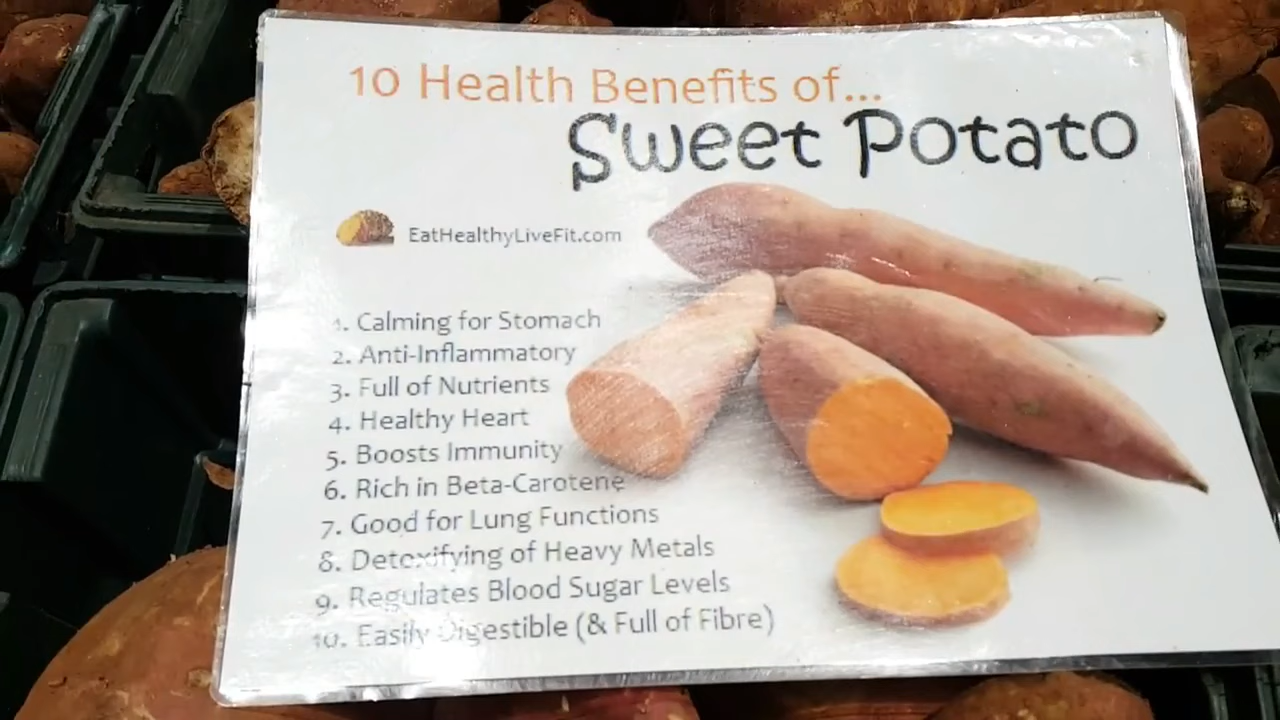 10 Health Benefits of...
Sweet Potato
EatHealthyLiveFit.com
1. Calming for Stomach
2. Anti-Inflammatory
3. Full of Nutrients
4. Healthy Heart
5. Boosts Immunity
6. Rich in Beta-Carotene
7. Good for Lung Functions
8. Detoxifying of Heavy Metals
9. Regulates Blood Sugar Levels
10. Easily Digestible (& Full of Fibre)